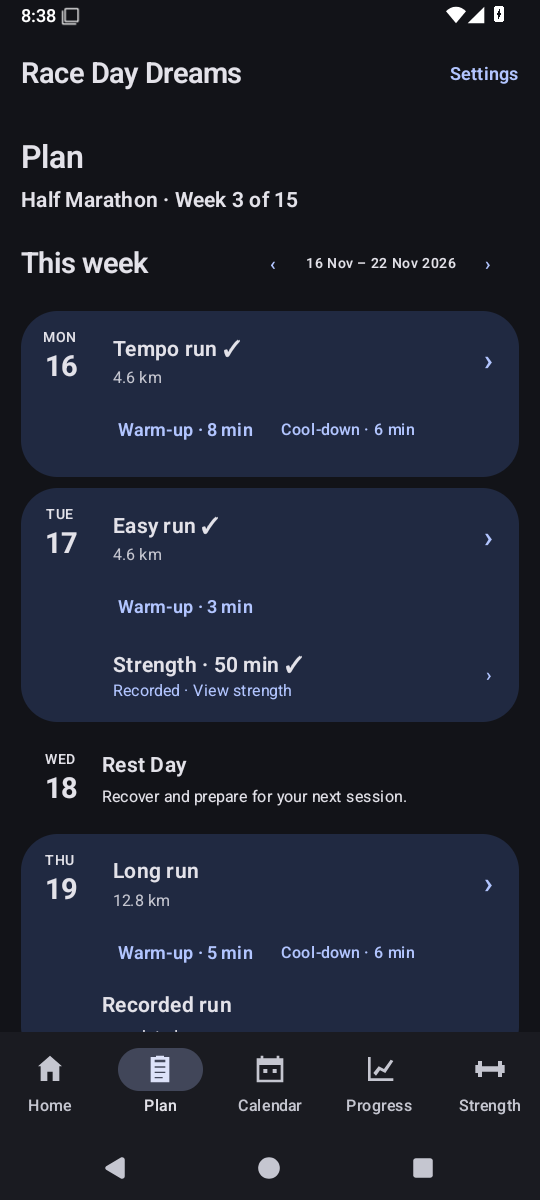 8:38
Race Day Dreams
Settings
Plan
Half Marathon · Week 3 of 15
This week
‹ 16 Nov – 22 Nov 2026 ›
MON
16
Tempo run ✓
4.6 km
›
Warm-up · 8 min
Cool-down · 6 min
TUE
17
Easy run ✓
4.6 km
›
Warm-up · 3 min
Strength · 50 min ✓
Recorded · View strength
›
WED
18
Rest Day
Recover and prepare for your next session.
THU
19
Long run
12.8 km
›
Warm-up · 5 min
Cool-down · 6 min
Recorded run
Home
Plan
Calendar
Progress
Strength